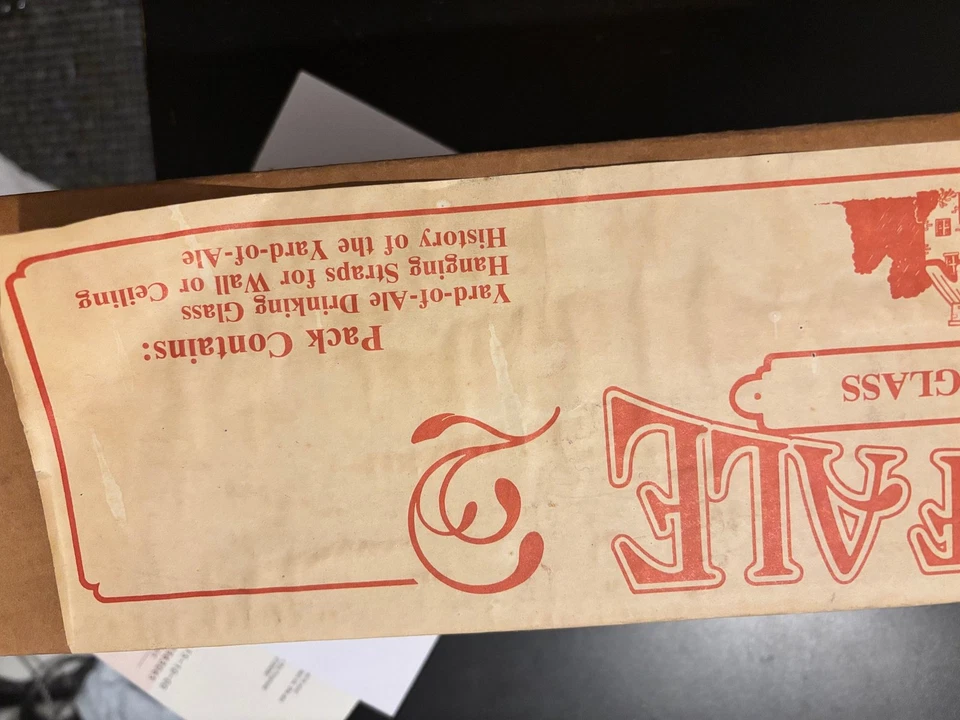 F ALE
GLASS
Pack Contains:
Yard-of-Ale Drinking Glass
Hanging Straps for Wall or Ceiling
History of the Yard-of-Ale